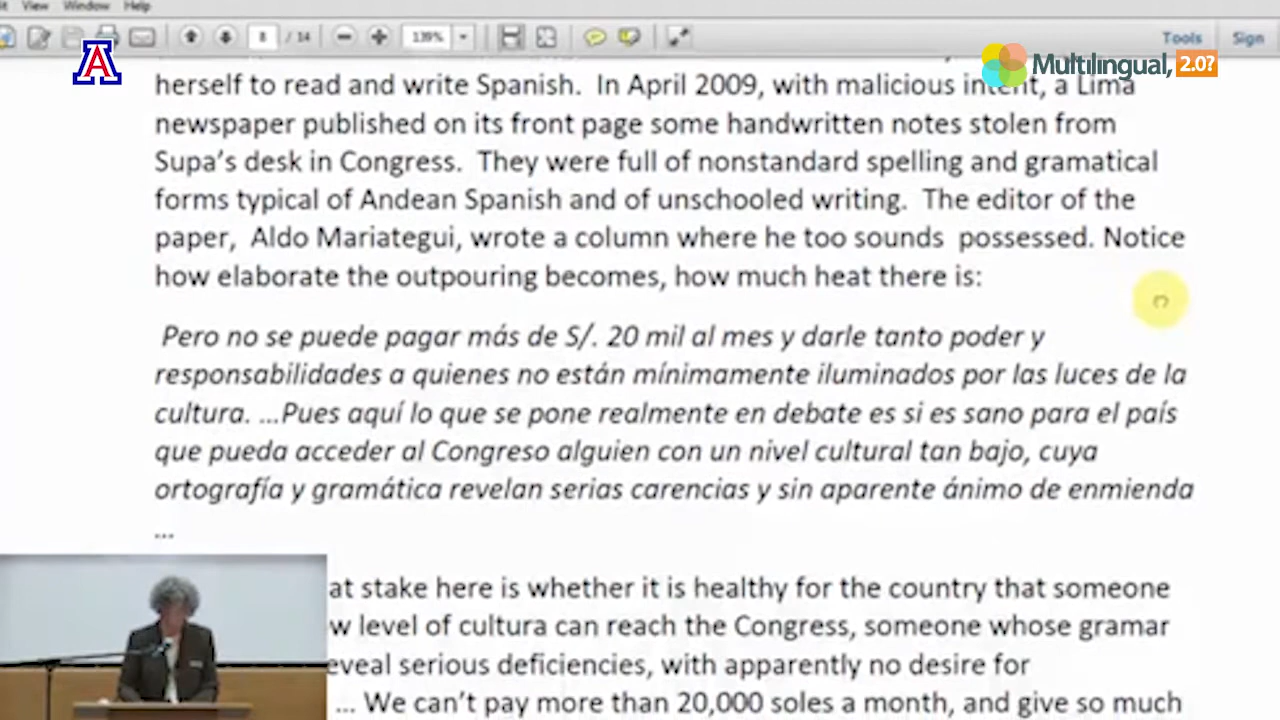 View Window Help
8 / 14 139% Tools Sign
A
Multilingual, 2.0?
herself to read and write Spanish. In April 2009, with malicious intent, a Lima
newspaper published on its front page some handwritten notes stolen from
Supa's desk in Congress. They were full of nonstandard spelling and gramatical
forms typical of Andean Spanish and of unschooled writing. The editor of the
paper, Aldo Mariategui, wrote a column where he too sounds possessed. Notice
how elaborate the outpouring becomes, how much heat there is:
Pero no se puede pagar más de S/. 20 mil al mes y darle tanto poder y
responsabilidades a quienes no están mínimamente iluminados por las luces de la
cultura. ...Pues aquí lo que se pone realmente en debate es si es sano para el país
que pueda acceder al Congreso alguien con un nivel cultural tan bajo, cuya
ortografía y gramática revelan serias carencias y sin aparente ánimo de enmienda
...
at stake here is whether it is healthy for the country that someone
w level of cultura can reach the Congress, someone whose gramar
eveal serious deficiencies, with apparently no desire for
... We can't pay more than 20,000 soles a month, and give so much